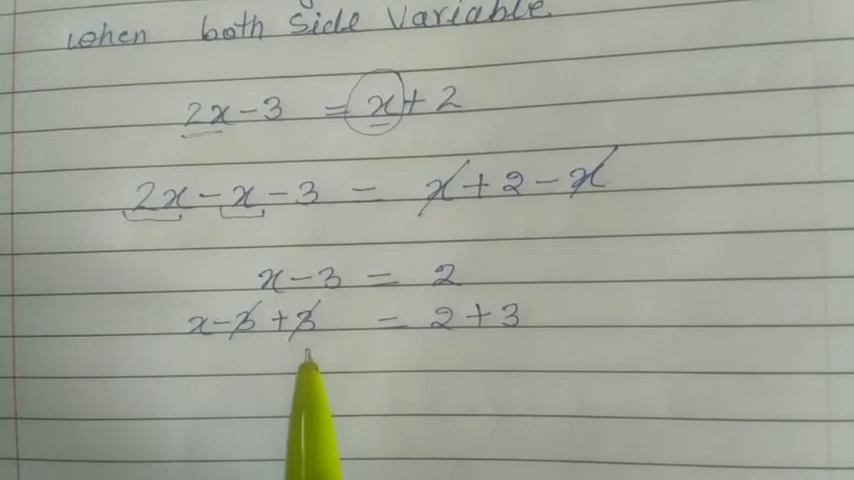 when both side variable
2x - 3 = x + 2
2x - x - 3 = x + 2 - x
x - 3 = 2
x - 3 + 3 = 2 + 3